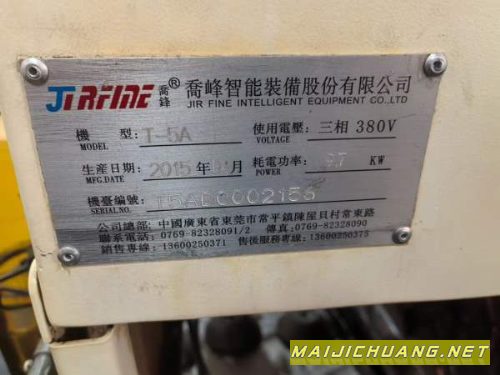 JIRFINE 喬鋒 ® 喬峰智能裝備股份有限公司
JIR FINE INTELLIGENT EQUIPMENT CO.,LTD
機 型: T-5A 使用電壓: 三相 380V
MODEL VOLTAGE
生產日期: 2015 年 月 耗電功率: KW
MFG.DATE POWER
機臺編號:
SERIAL NO.
公司總部: 中國廣東省東莞市常平鎮陳屋貝村常東路
聯系電話: 0769-82328091/2 傳真: 0769-82328090
銷售專線: 13600250371 售後服務專線: 13600250375
MAIJICHUANG.NET